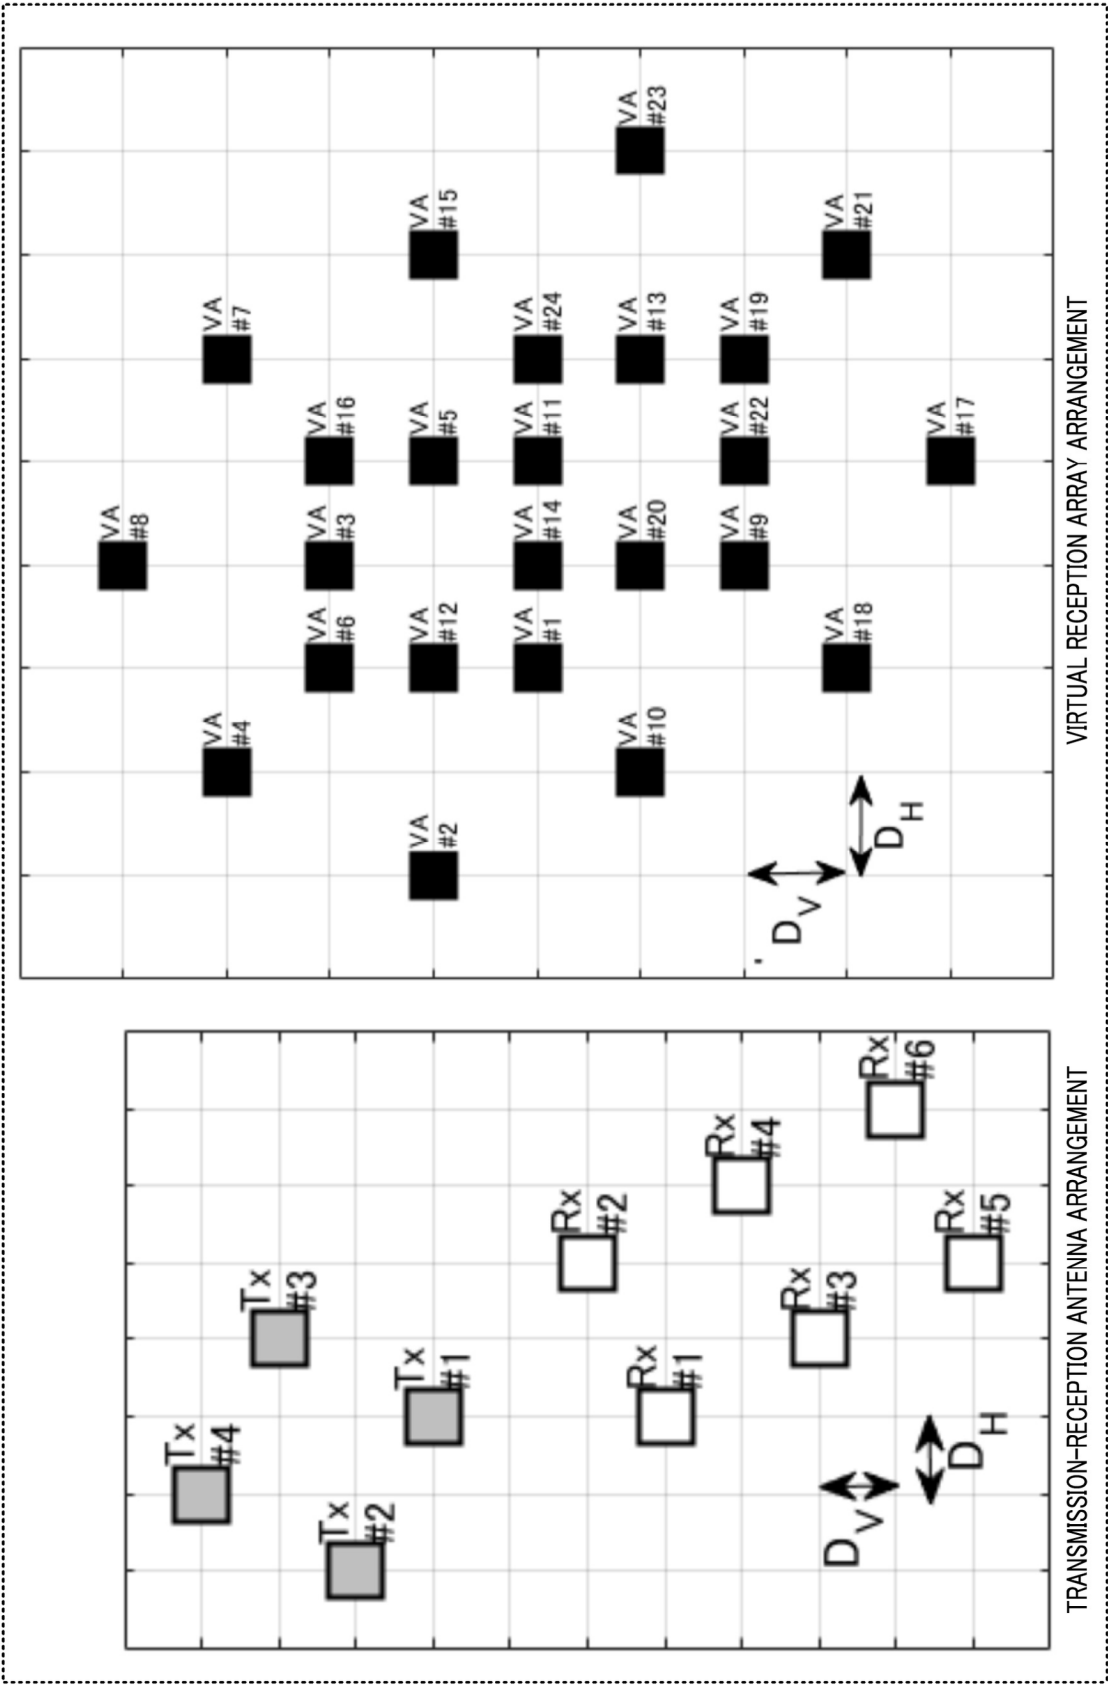 Tx
#4
Tx
#3
Tx
#2
Tx
#1
Rx
#2
Rx
#1
Rx
#4
Rx
#3
DV
Rx
#6
DH
Rx
#5
TRANSMISSION-RECEPTION ANTENNA ARRANGEMENT
VA
#8
VA
#4
VA
#7
VA
#6
VA
#3
VA
#16
VA
#2
VA
#12
VA
#5
VA
#15
VA
#1
VA
#14
VA
#11
VA
#24
VA
#10
VA
#20
VA
#13
VA
#23
VA
#9
VA
#22
VA
#19
DV
VA
#18
VA
#21
DH
VA
#17
VIRTUAL RECEPTION ARRAY ARRANGEMENT